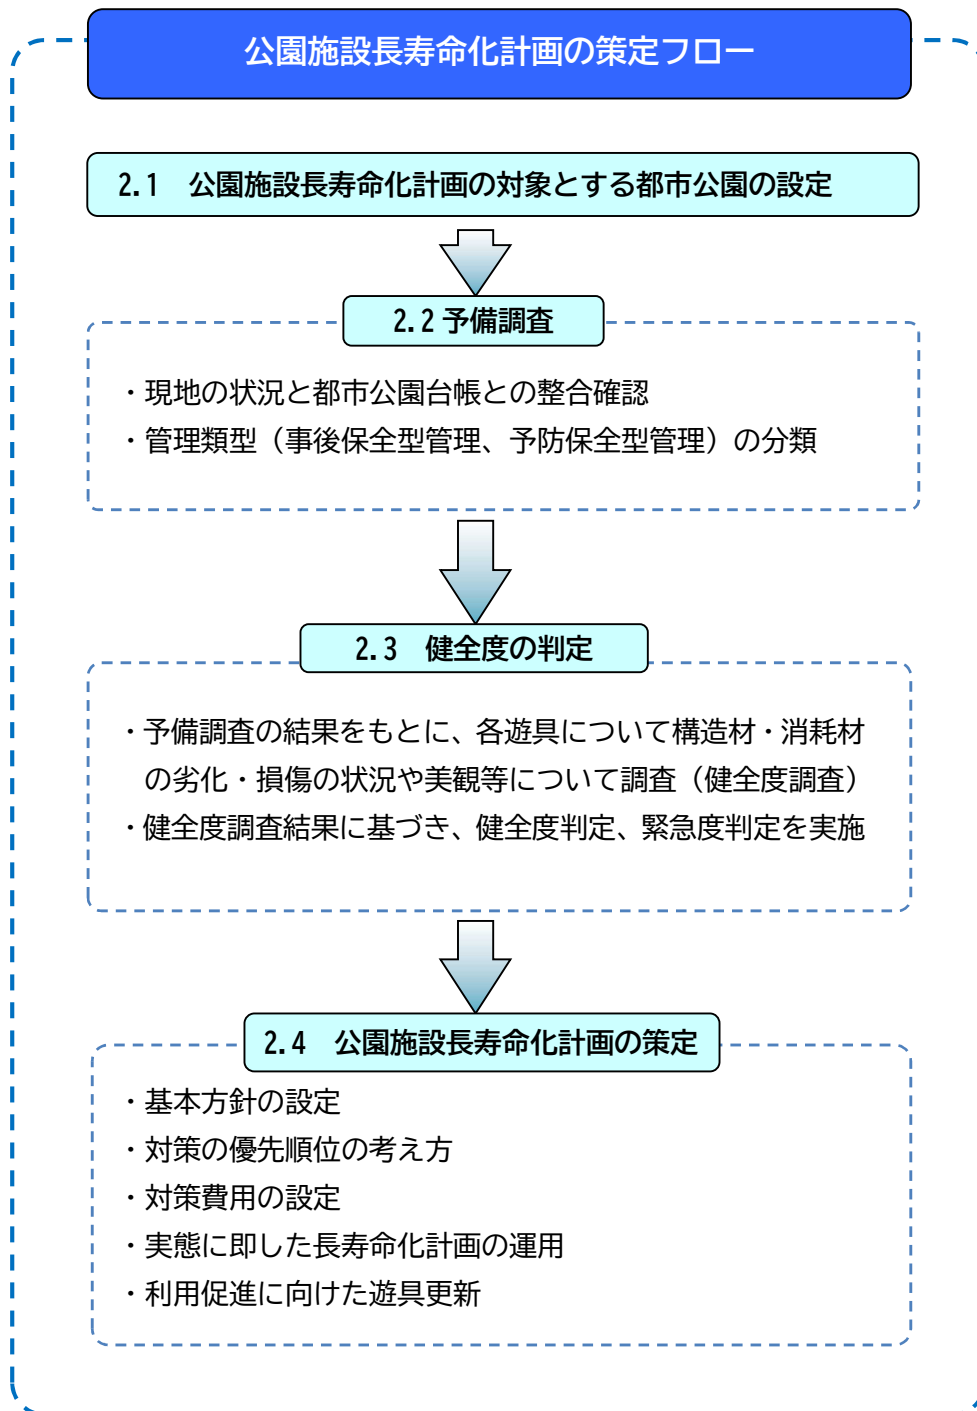 公園施設長寿命化計画の策定フロー
2.1　公園施設長寿命化計画の対象とする都市公園の設定
2.2 予備調査
・現地の状況と都市公園台帳との整合確認
・管理類型（事後保全型管理、予防保全型管理）の分類
2.3　健全度の判定
・予備調査の結果をもとに、各遊具について構造材・消耗材
の劣化・損傷の状況や美観等について調査（健全度調査）
・健全度調査結果に基づき、健全度判定、緊急度判定を実施
2.4　公園施設長寿命化計画の策定
・基本方針の設定
・対策の優先順位の考え方
・対策費用の設定
・実態に即した長寿命化計画の運用
・利用促進に向けた遊具更新